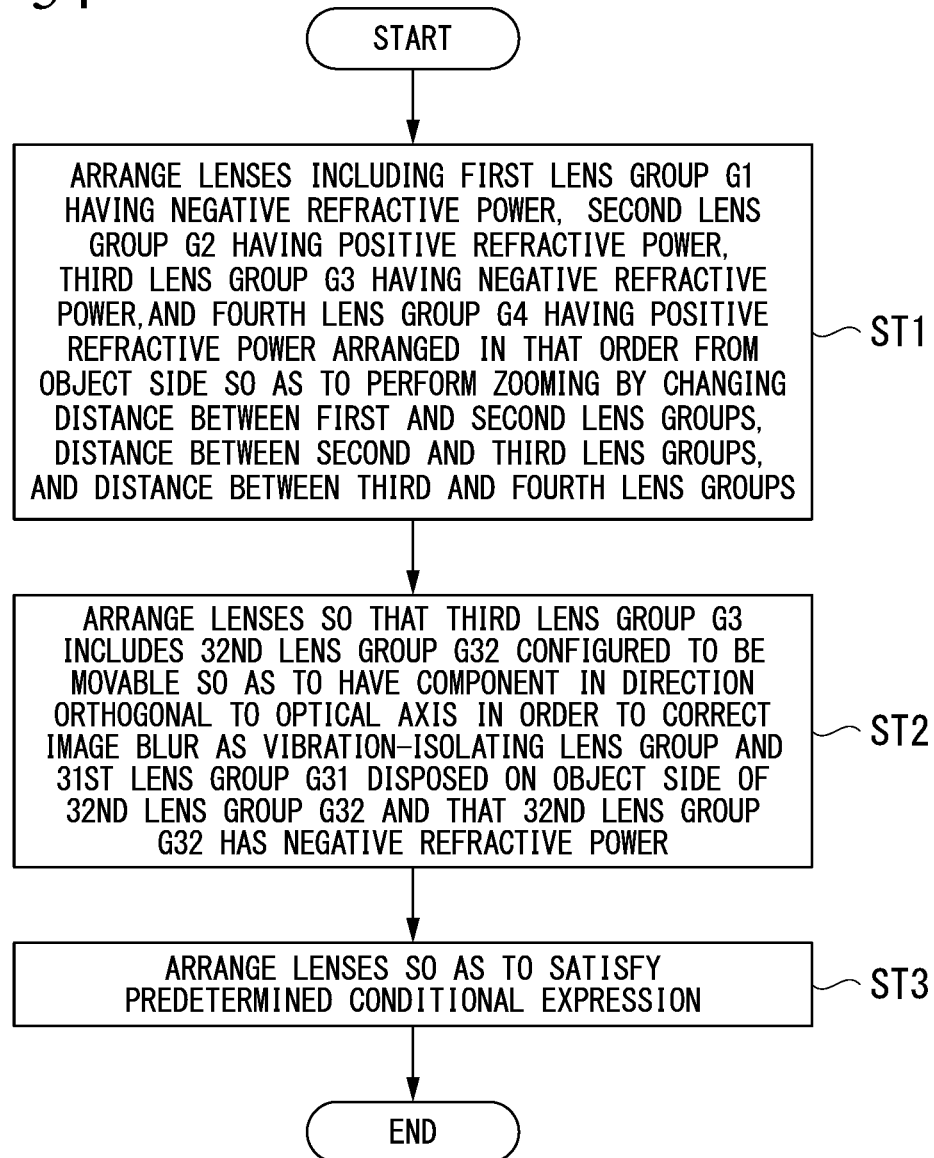 START
ARRANGE LENSES INCLUDING FIRST LENS GROUP G1
HAVING NEGATIVE REFRACTIVE POWER, SECOND LENS
GROUP G2 HAVING POSITIVE REFRACTIVE POWER,
THIRD LENS GROUP G3 HAVING NEGATIVE REFRACTIVE
POWER,AND FOURTH LENS GROUP G4 HAVING POSITIVE
REFRACTIVE POWER ARRANGED IN THAT ORDER FROM
OBJECT SIDE SO AS TO PERFORM ZOOMING BY CHANGING
DISTANCE BETWEEN FIRST AND SECOND LENS GROUPS,
DISTANCE BETWEEN SECOND AND THIRD LENS GROUPS,
AND DISTANCE BETWEEN THIRD AND FOURTH LENS GROUPS
ST1
ARRANGE LENSES SO THAT THIRD LENS GROUP G3
INCLUDES 32ND LENS GROUP G32 CONFIGURED TO BE
MOVABLE SO AS TO HAVE COMPONENT IN DIRECTION
ORTHOGONAL TO OPTICAL AXIS IN ORDER TO CORRECT
IMAGE BLUR AS VIBRATION-ISOLATING LENS GROUP AND
31ST LENS GROUP G31 DISPOSED ON OBJECT SIDE OF
32ND LENS GROUP G32 AND THAT 32ND LENS GROUP
G32 HAS NEGATIVE REFRACTIVE POWER
ST2
ARRANGE LENSES SO AS TO SATISFY
PREDETERMINED CONDITIONAL EXPRESSION
ST3
END